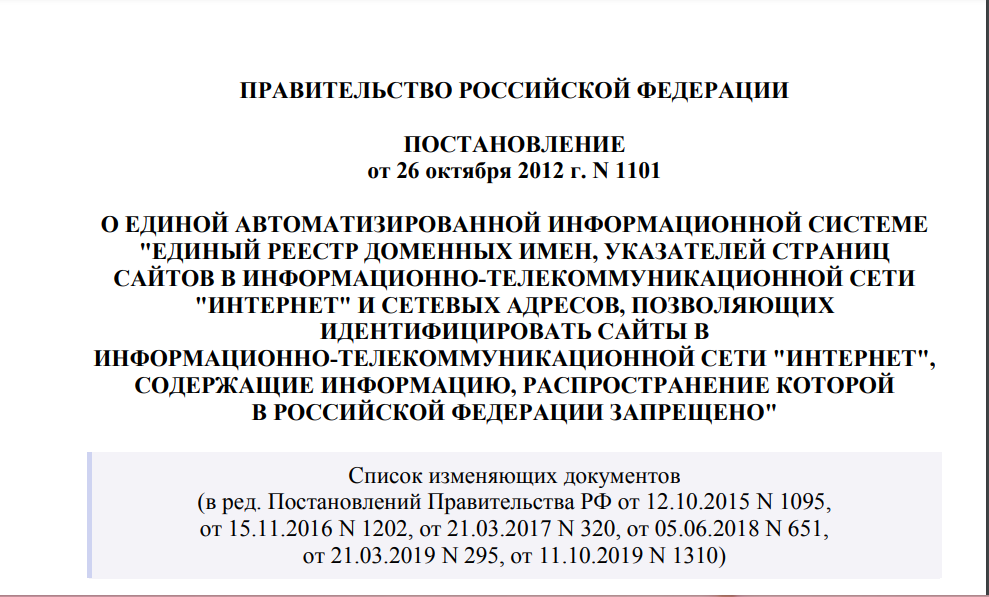 ПРАВИТЕЛЬСТВО РОССИЙСКОЙ ФЕДЕРАЦИИ
ПОСТАНОВЛЕНИЕ
от 26 октября 2012 г. N 1101
О ЕДИНОЙ АВТОМАТИЗИРОВАННОЙ ИНФОРМАЦИОННОЙ СИСТЕМЕ
"ЕДИНЫЙ РЕЕСТР ДОМЕННЫХ ИМЕН, УКАЗАТЕЛЕЙ СТРАНИЦ
САЙТОВ В ИНФОРМАЦИОННО-ТЕЛЕКОММУНИКАЦИОННОЙ СЕТИ
"ИНТЕРНЕТ" И СЕТЕВЫХ АДРЕСОВ, ПОЗВОЛЯЮЩИХ
ИДЕНТИФИЦИРОВАТЬ САЙТЫ В
ИНФОРМАЦИОННО-ТЕЛЕКОММУНИКАЦИОННОЙ СЕТИ "ИНТЕРНЕТ",
СОДЕРЖАЩИЕ ИНФОРМАЦИЮ, РАСПРОСТРАНЕНИЕ КОТОРОЙ
В РОССИЙСКОЙ ФЕДЕРАЦИИ ЗАПРЕЩЕНО"
Список изменяющих документов
(в ред. Постановлений Правительства РФ от 12.10.2015 N 1095,
от 15.11.2016 N 1202, от 21.03.2017 N 320, от 05.06.2018 N 651,
от 21.03.2019 N 295, от 11.10.2019 N 1310)